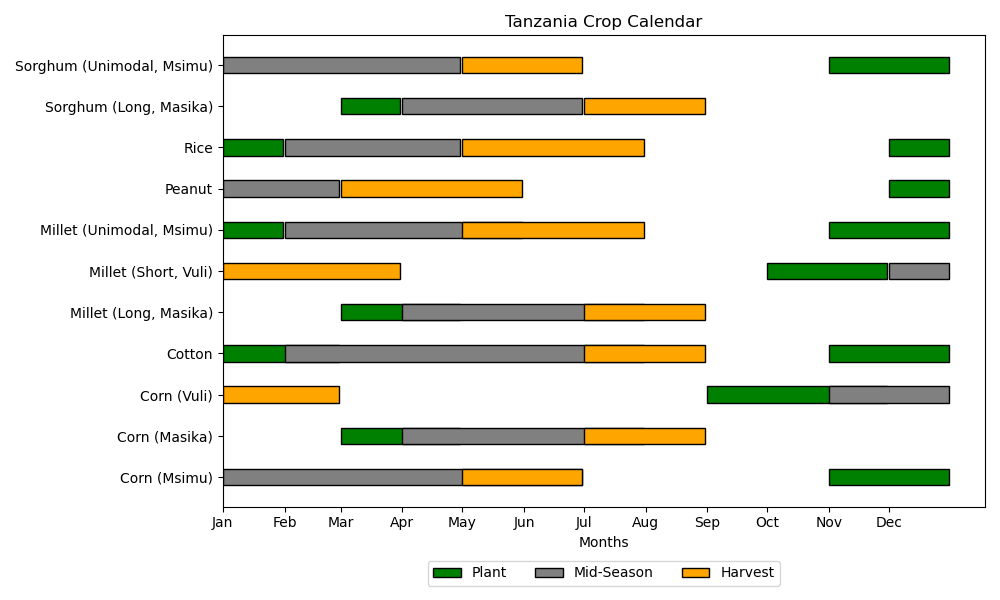 Tanzania Crop Calendar
Sorghum (Unimodal, Msimu)
Sorghum (Long, Masika)
Rice
Peanut
Millet (Unimodal, Msimu)
Millet (Short, Vuli)
Millet (Long, Masika)
Cotton
Corn (Vuli)
Corn (Masika)
Corn (Msimu)
Jan Feb Mar Apr May Jun Jul Aug Sep Oct Nov Dec
Months
Plant Mid-Season Harvest